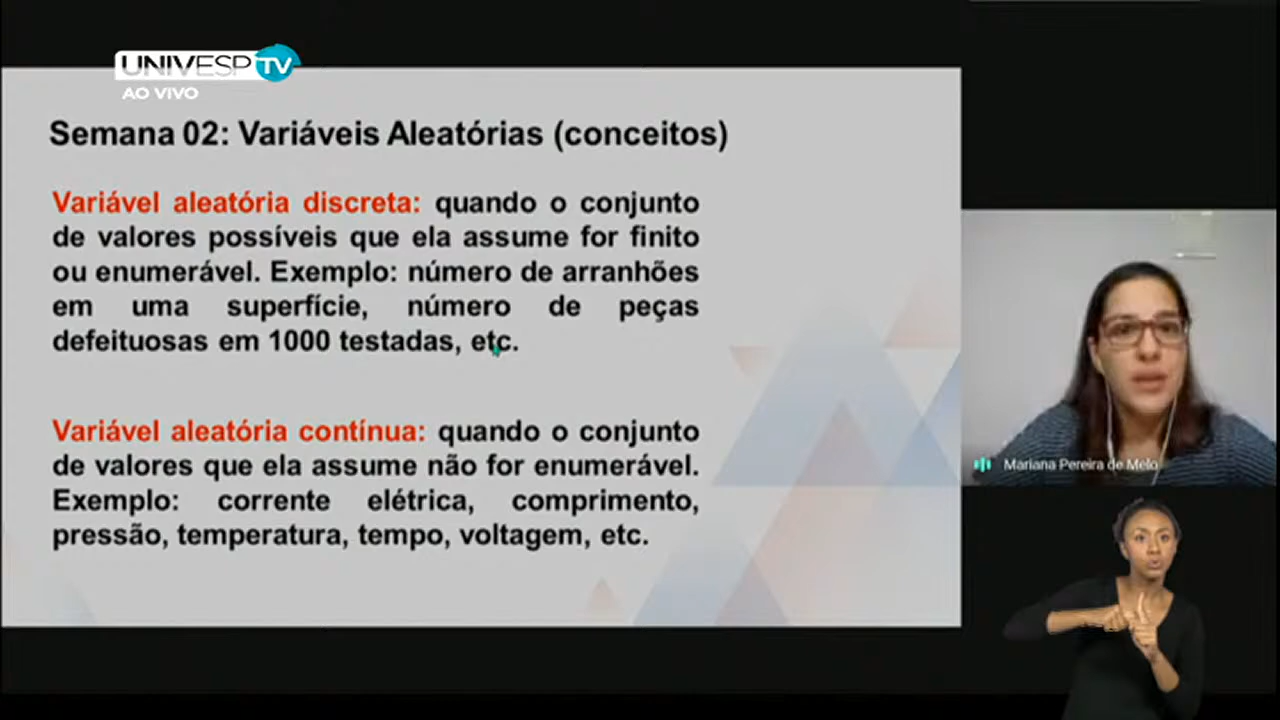 UNIVESP TV
AO VIVO
Semana 02: Variáveis Aleatórias (conceitos)
Variável aleatória discreta: quando o conjunto
de valores possíveis que ela assume for finito
ou enumerável. Exemplo: número de arranhões
em uma superfície, número de peças
defeituosas em 1000 testadas, etc.
Variável aleatória contínua: quando o conjunto
de valores que ela assume não for enumerável.
Exemplo: corrente elétrica, comprimento,
pressão, temperatura, tempo, voltagem, etc.
Mariana Pereira de Melo